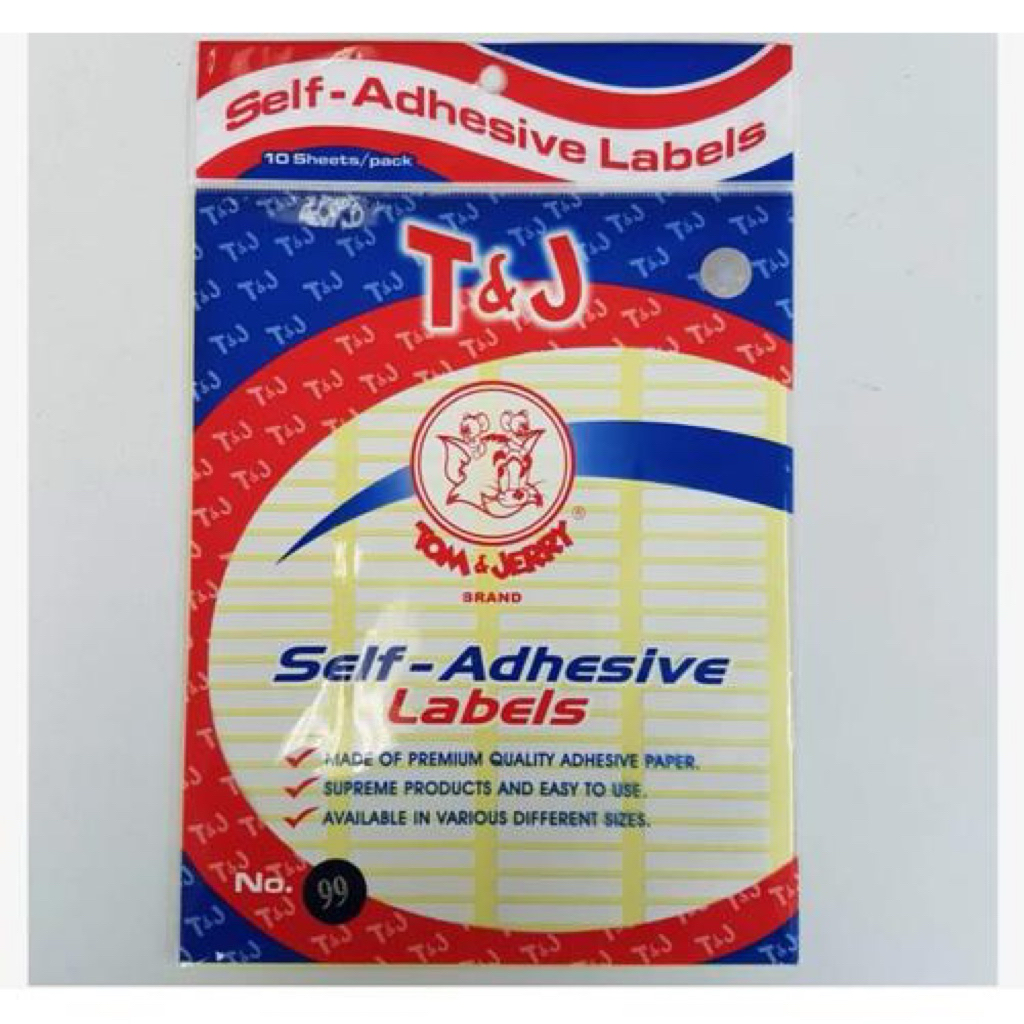 Self-Adhesive Labels
10 Sheets/pack
T&J
TOM & JERRY®
BRAND
Self-Adhesive
Labels
MADE OF PREMIUM QUALITY ADHESIVE PAPER.
SUPREME PRODUCTS AND EASY TO USE.
AVAILABLE IN VARIOUS DIFFERENT SIZES.
No. 99